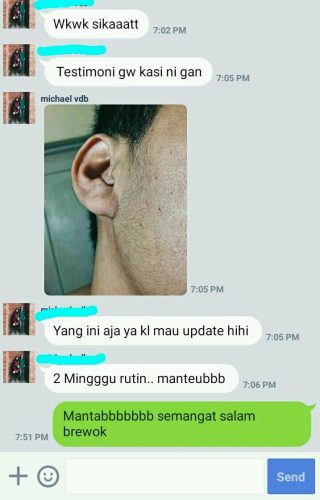 Wkwk sikaaatt
7:02 PM
Testimoni gw kasi ni gan
7:05 PM
michael vdb
7:05 PM
Yang ini aja ya kl mau update hihi
7:05 PM
2 Mingggu rutin.. manteubbb
7:06 PM
Mantabbbbbbb semangat salam
brewok
7:51 PM
Send